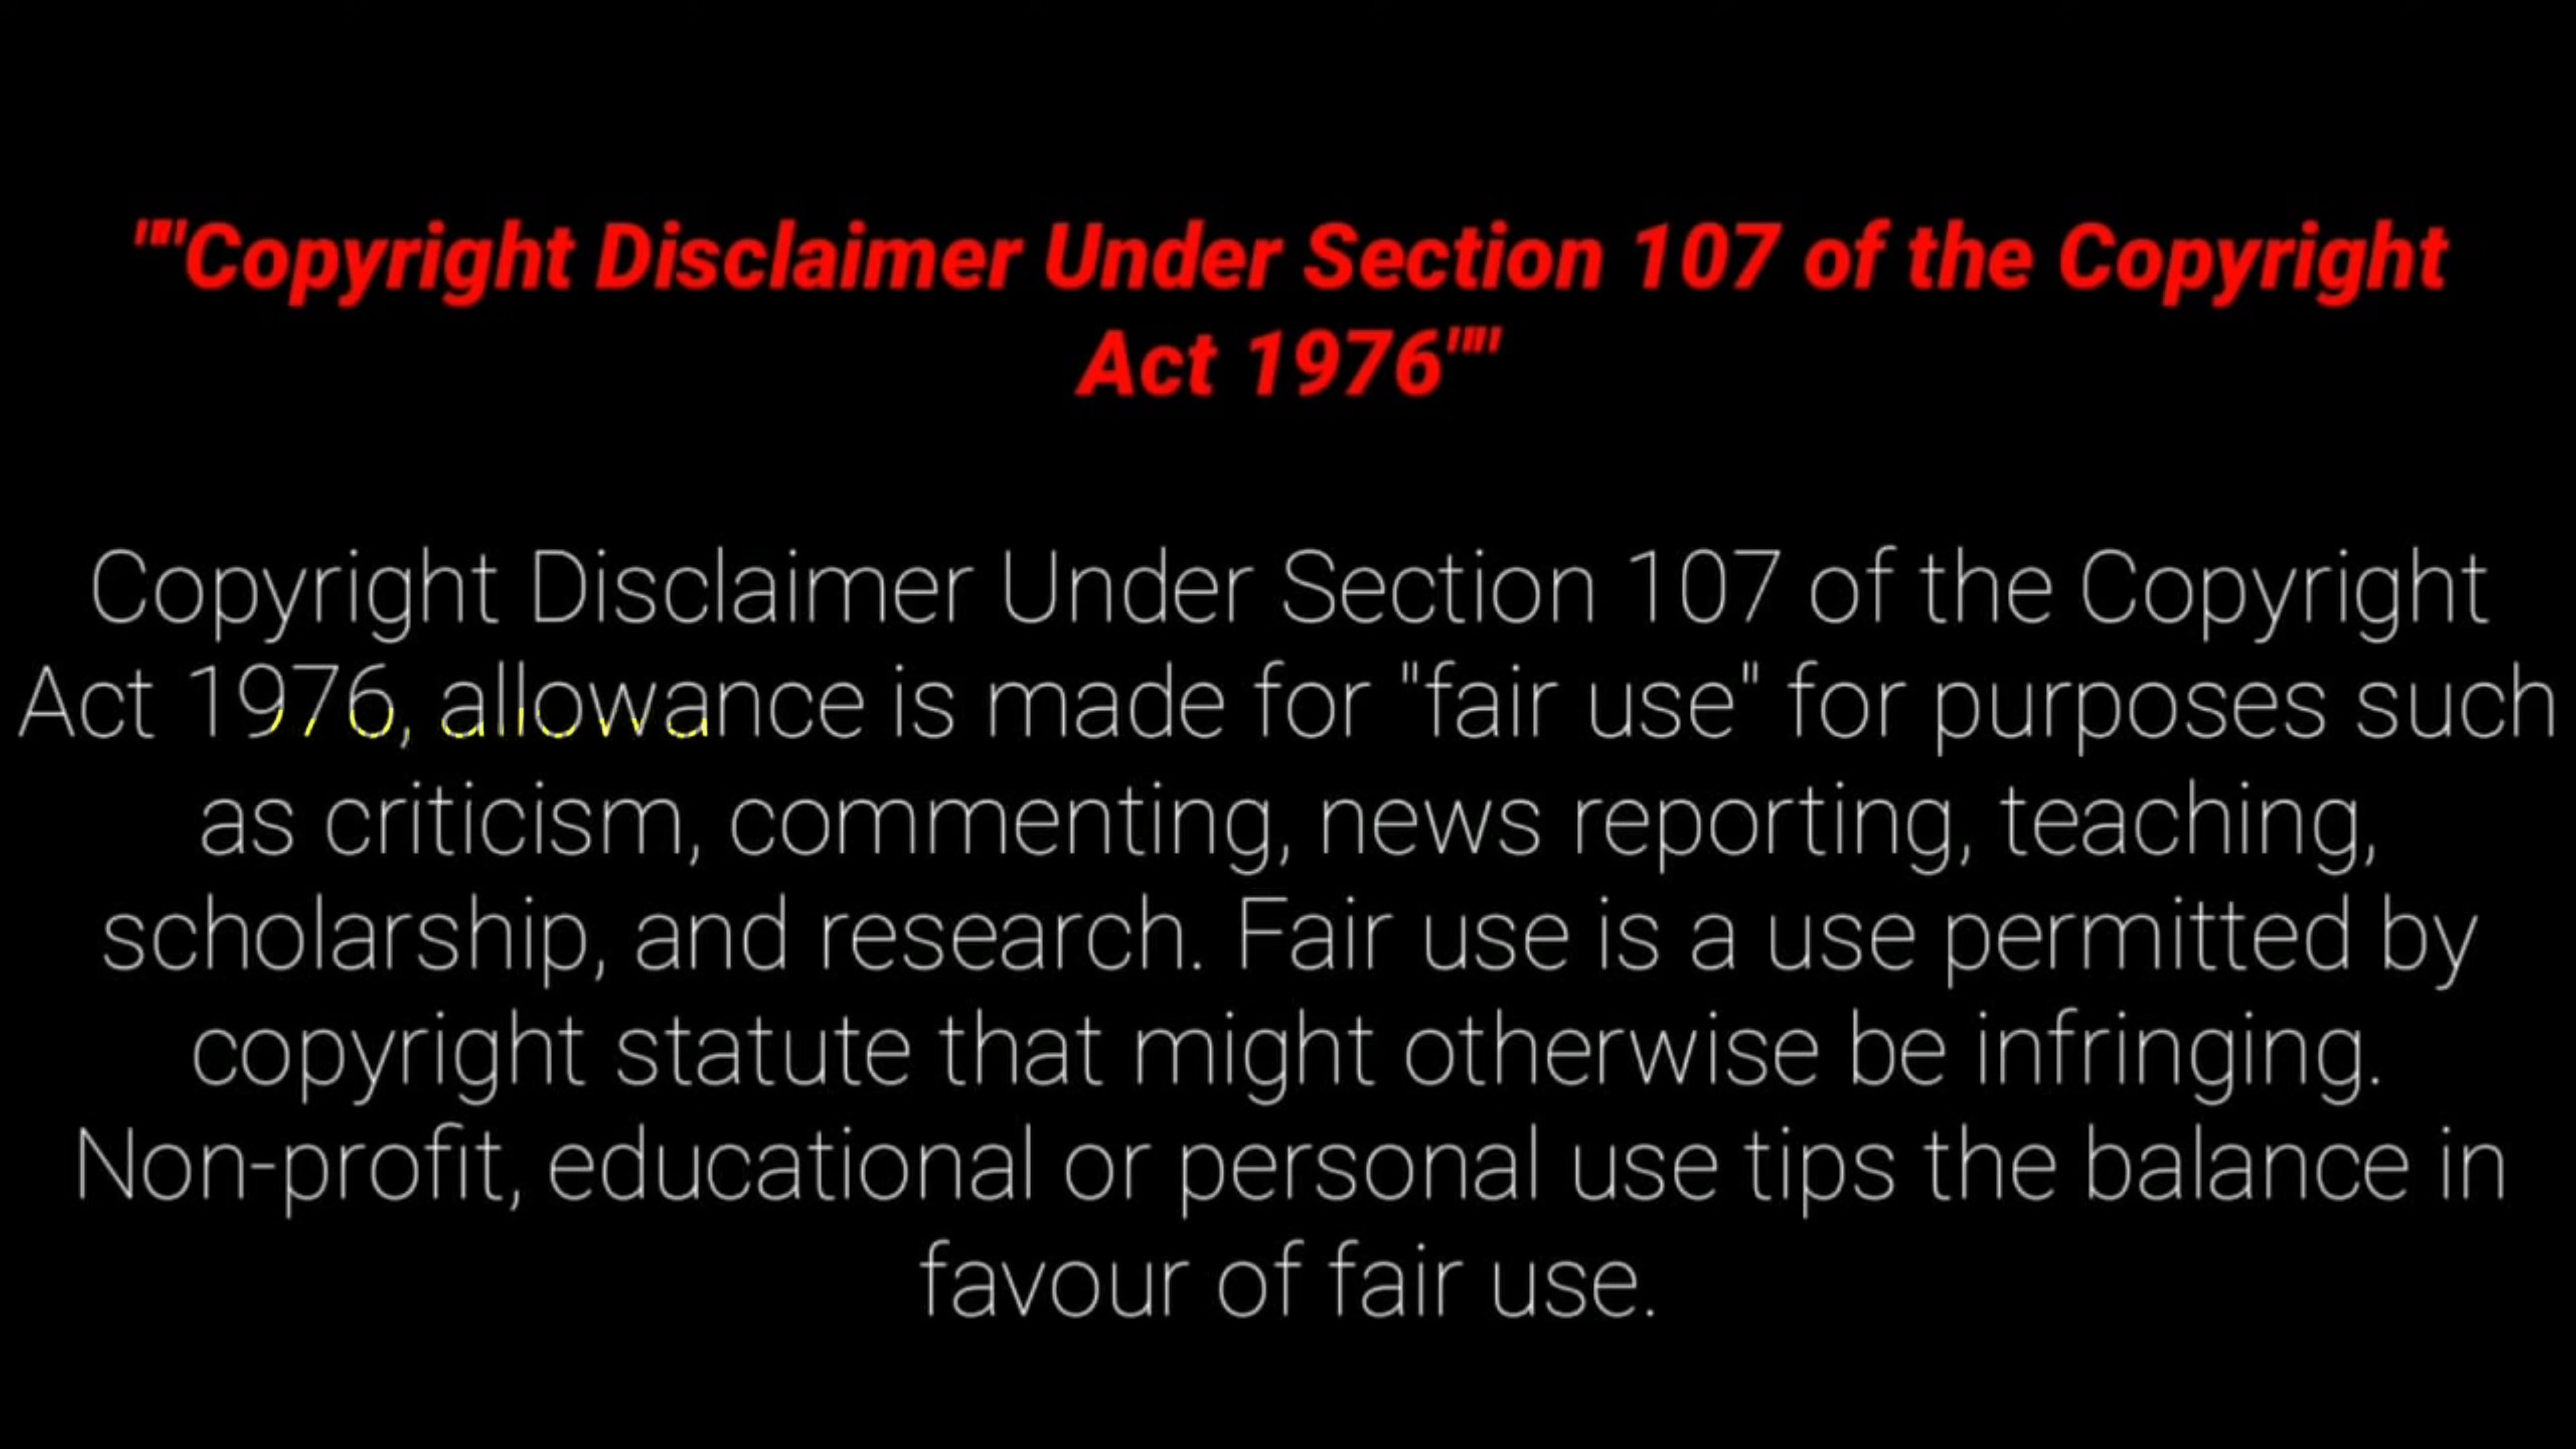 ""Copyright Disclaimer Under Section 107 of the Copyright
Act 1976""
Copyright Disclaimer Under Section 107 of the Copyright
Act 1976, allowance is made for "fair use" for purposes such
as criticism, commenting, news reporting, teaching,
scholarship, and research. Fair use is a use permitted by
copyright statute that might otherwise be infringing.
Non-profit, educational or personal use tips the balance in
favour of fair use.